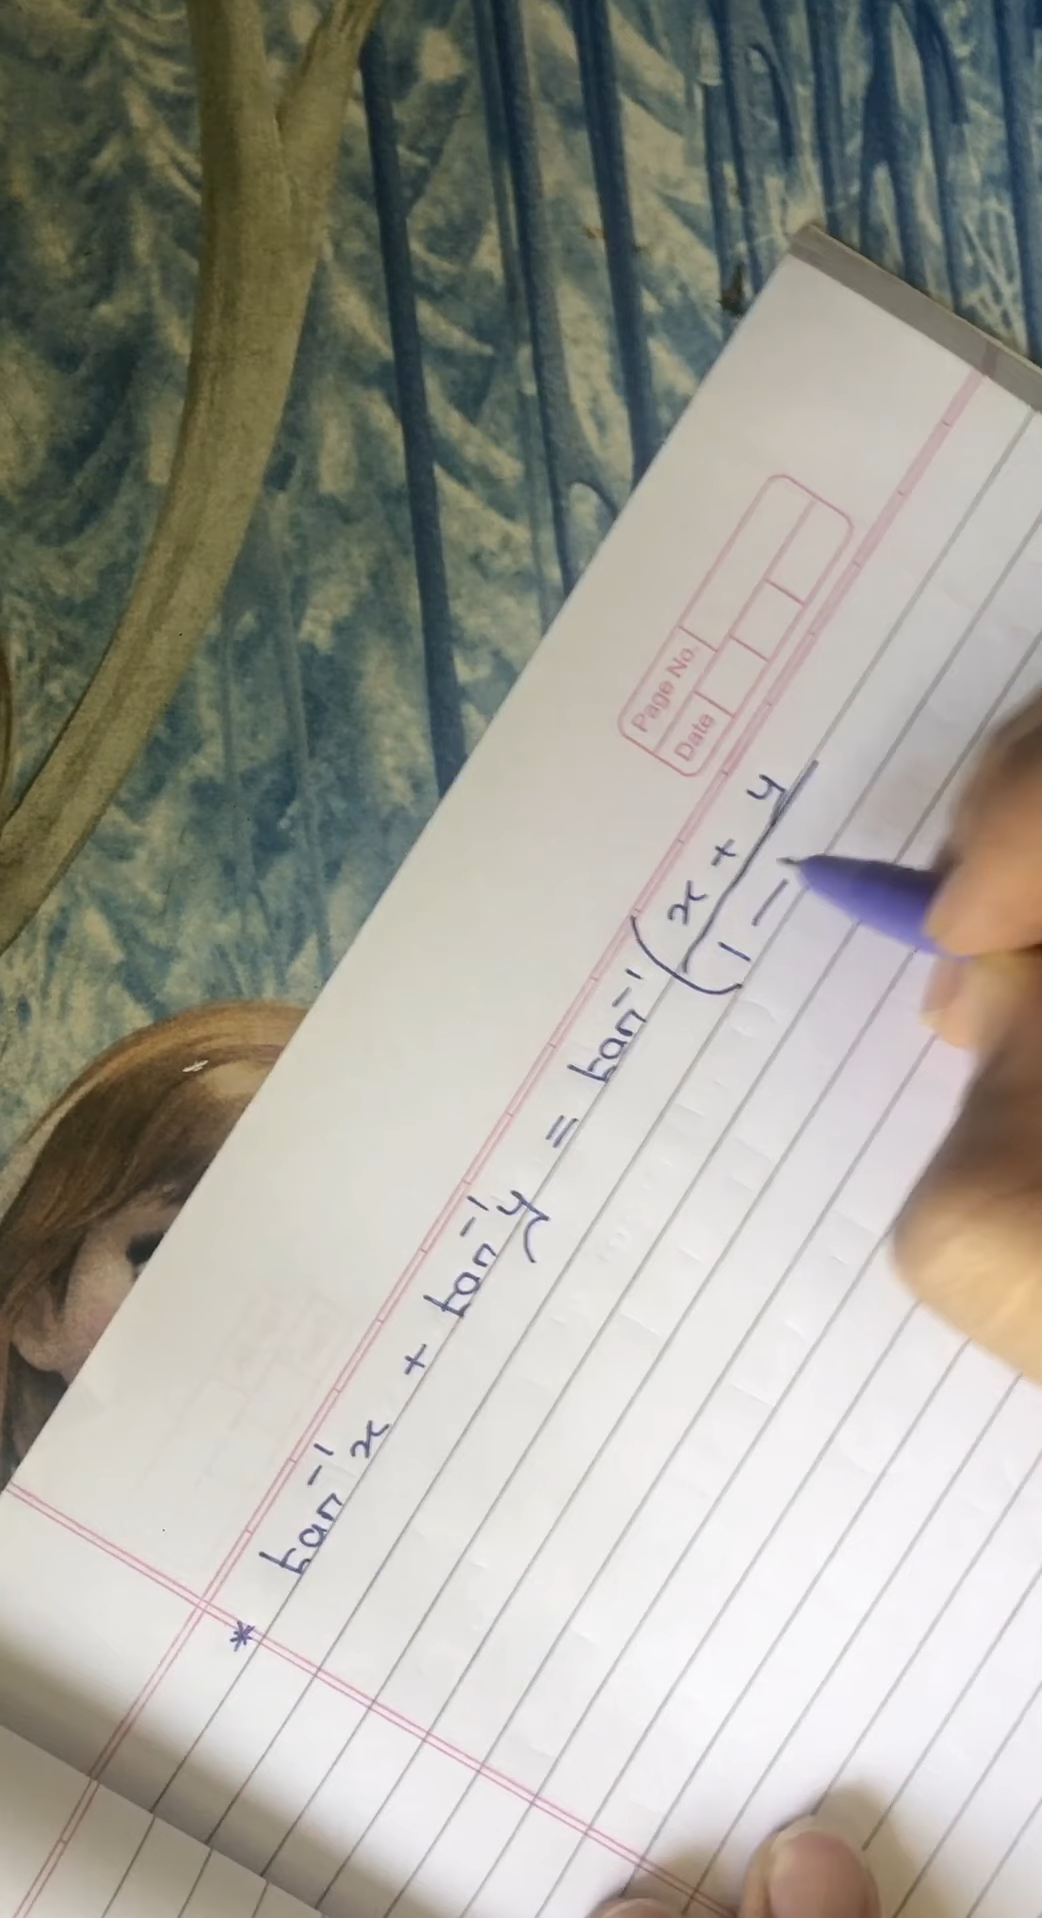 Page No.
Date
* tan⁻¹x + tan⁻¹y = tan⁻¹(x + y
1 —